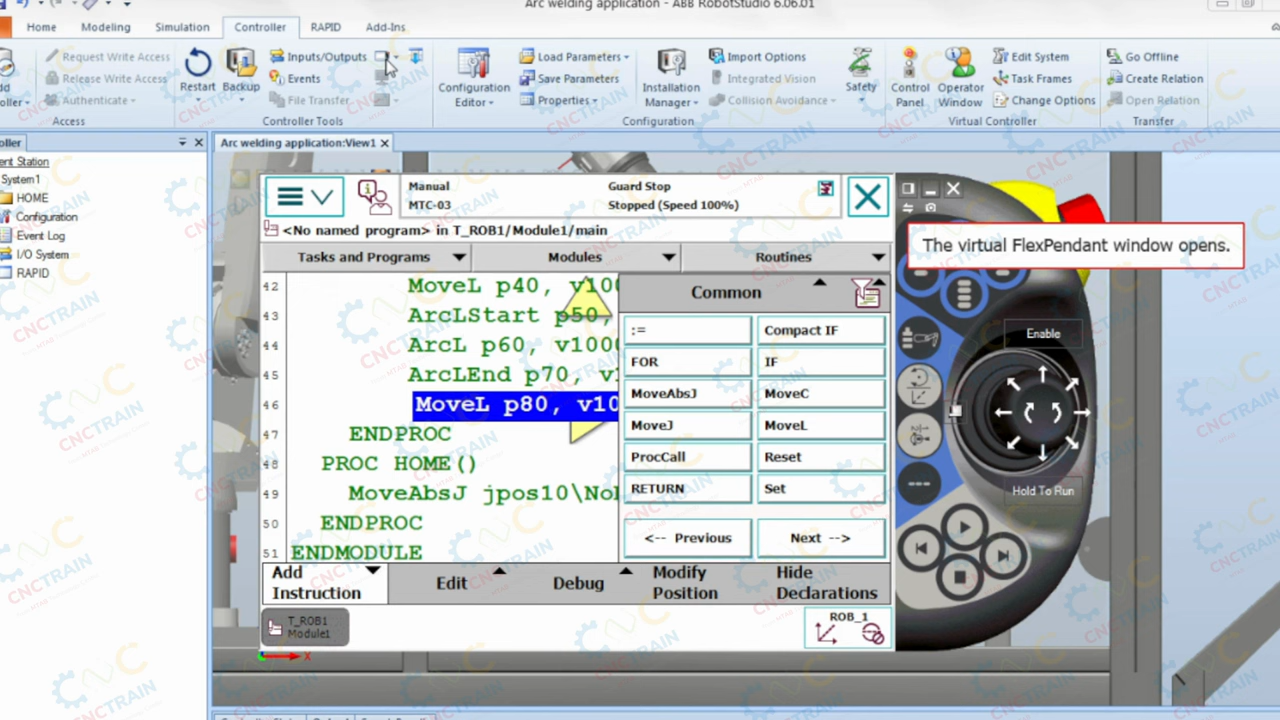 Arc welding application - ABB RobotStudio 6.06.01
Home Modeling Simulation Controller RAPID Add-Ins
Request Write Access
Release Write Access
Authenticate
Access
Restart
Backup
Inputs/Outputs
Events
File Transfer
Controller Tools
Configuration
Editor
Load Parameters
Save Parameters
Properties
Installation
Manager
Import Options
Integrated Vision
Collision Avoidance
Configuration
Safety
Control
Panel
Operator
Window
Edit System
Task Frames
Change Options
Virtual Controller
Go Offline
Create Relation
Open Relation
Transfer
Arc welding application:View1
System1
HOME
Configuration
Event Log
I/O System
RAPID
Manual
MTC-03
Guard Stop
Stopped (Speed 100%)
<No named program> in T_ROB1/Module1/main
Tasks and Programs Modules Routines
42 MoveL p40, v100
43 ArcLStart p50,
44 ArcL p60, v1000
45 ArcLEnd p70, v1
46 MoveL p80, v10
47 ENDPROC
48 PROC HOME()
49 MoveAbsJ jpos10\NoE
50 ENDPROC
51 ENDMODULE
Common
:= Compact IF
FOR IF
MoveAbsJ MoveC
MoveJ MoveL
ProcCall Reset
RETURN Set
<-- Previous Next -->
Add
Instruction
Edit
Debug
Modify
Position
Hide
Declarations
T_ROB1
Module1
ROB_1
The virtual FlexPendant window opens.
Enable
Hold To Run
X
CNCTRAIN